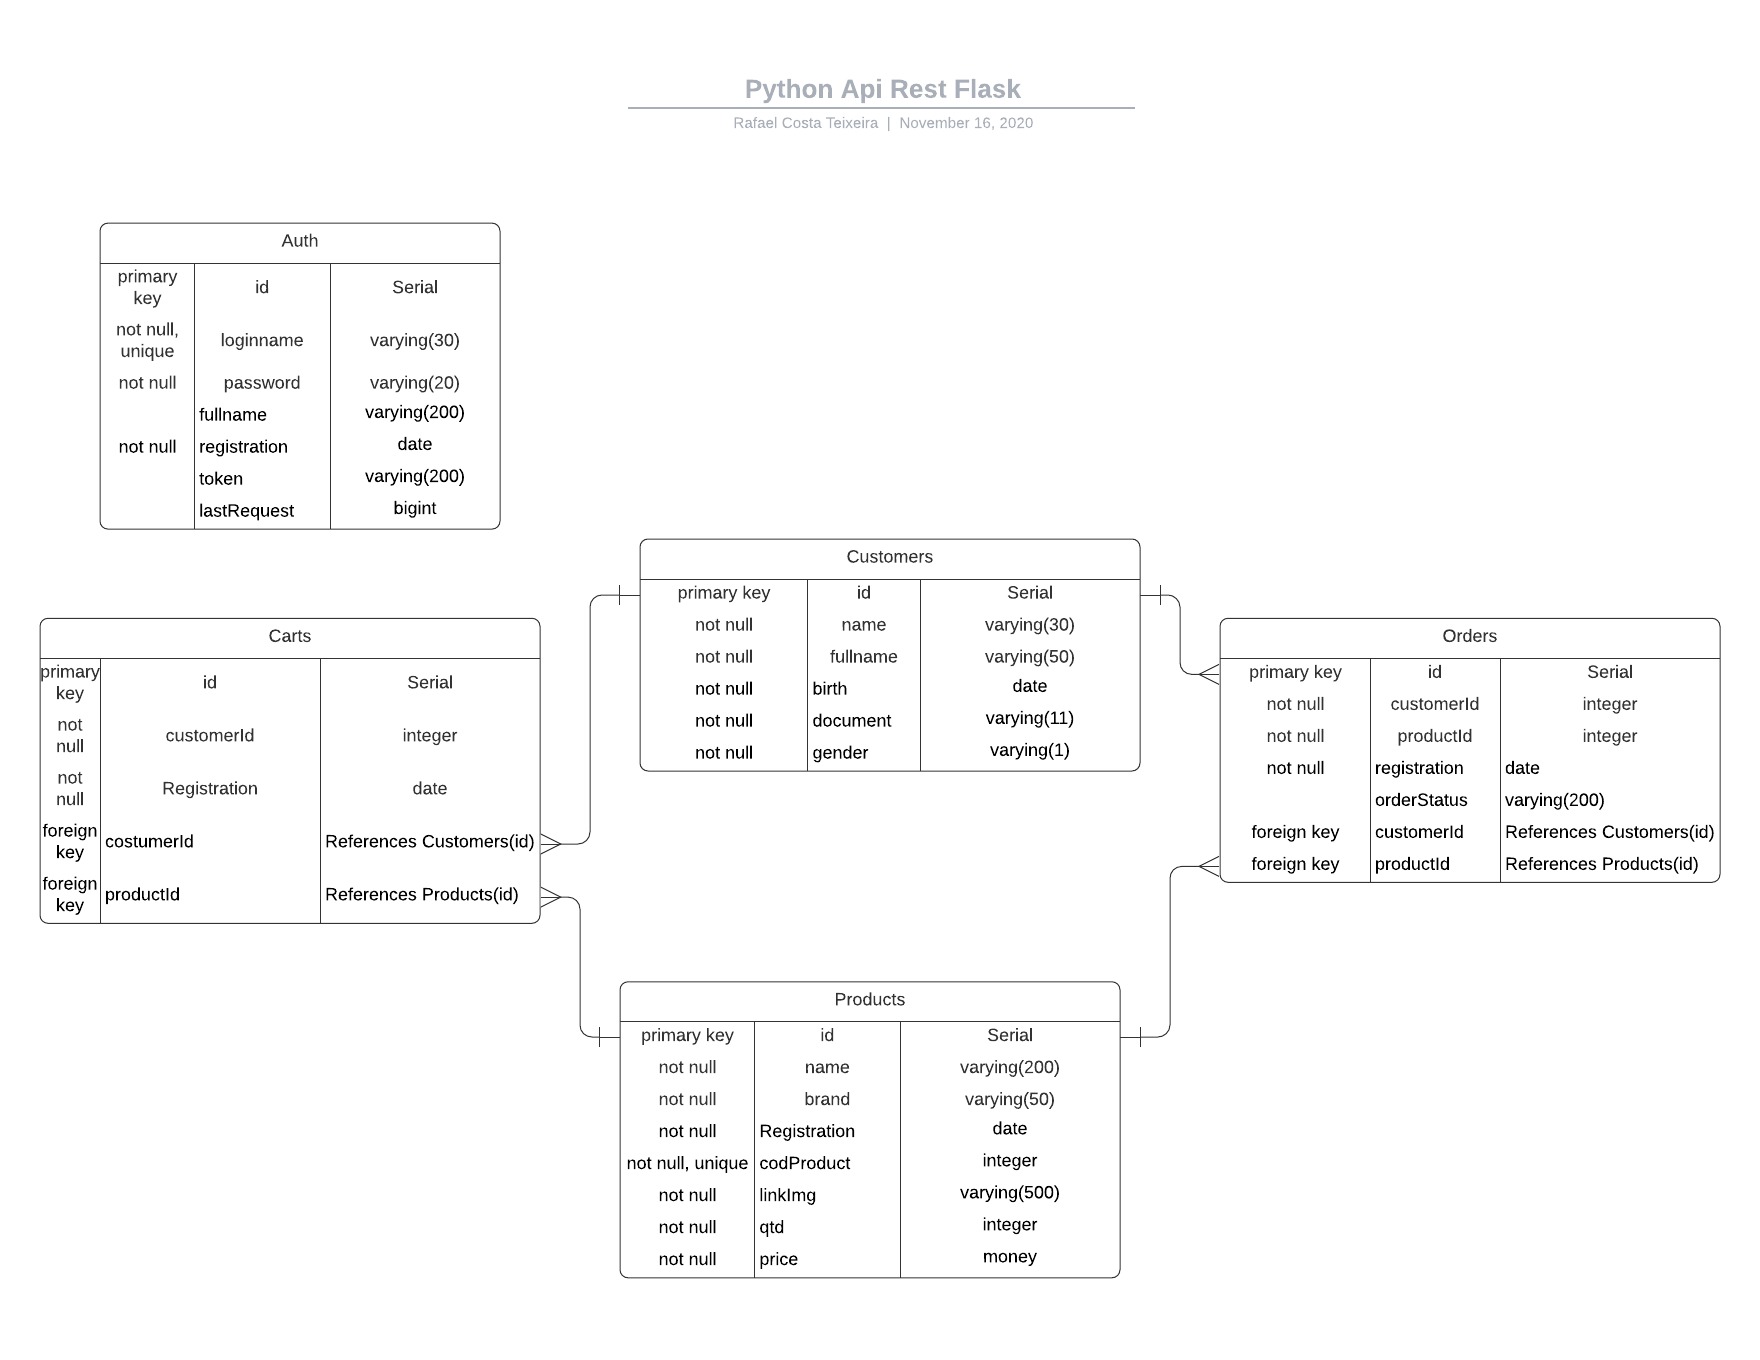 Python Api Rest Flask
Rafael Costa Teixeira | November 16, 2020
Auth
primary key id Serial
not null, unique loginname varying(30)
not null password varying(20)
fullname varying(200)
not null registration date
token varying(200)
lastRequest bigint
Customers
primary key id Serial
not null name varying(30)
not null fullname varying(50)
not null birth date
not null document varying(11)
not null gender varying(1)
Carts
primary key id Serial
not null customerId integer
not null Registration date
foreign key costumerId References Customers(id)
foreign key productId References Products(id)
Orders
primary key id Serial
not null customerId integer
not null productId integer
not null registration date
orderStatus varying(200)
foreign key customerId References Customers(id)
foreign key productId References Products(id)
Products
primary key id Serial
not null name varying(200)
not null brand varying(50)
not null Registration date
not null, unique codProduct integer
not null linkImg varying(500)
not null qtd integer
not null price money